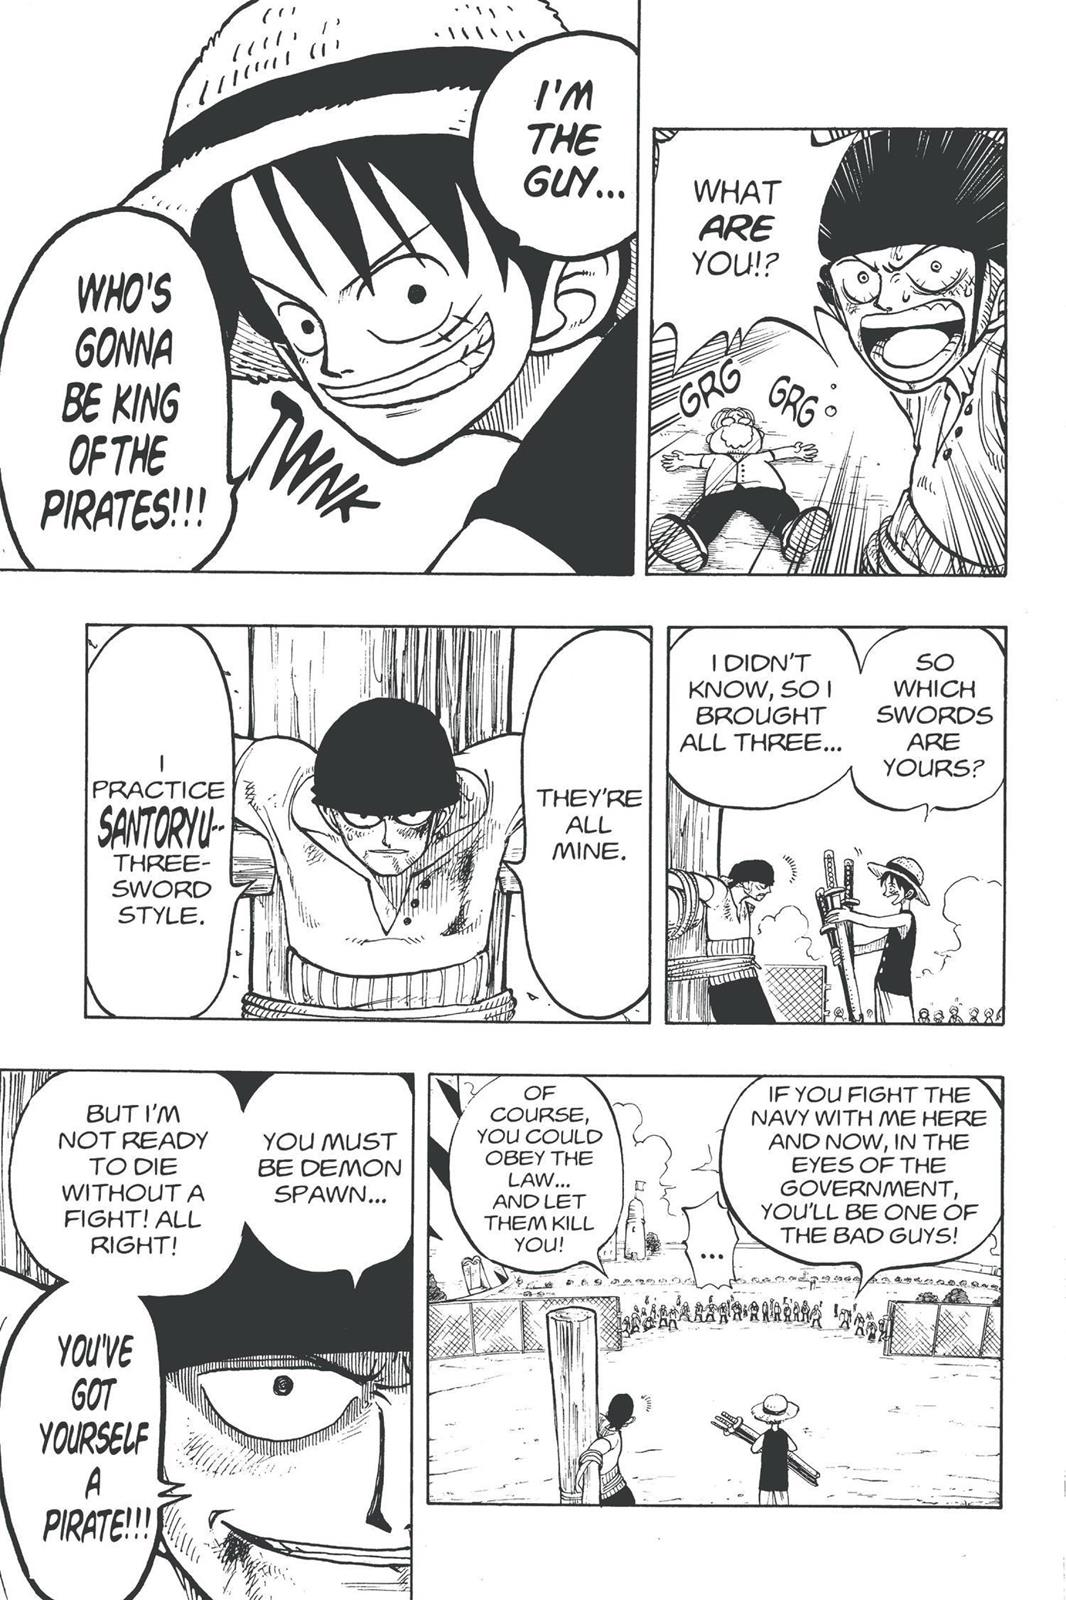 WHAT
ARE
YOU!?
GRG
GRG
I'M
THE
GUY...
WHO'S
GONNA
BE KING
OF THE
PIRATES!!!
TWNK
SO
WHICH
SWORDS
ARE
YOURS?
I DIDN'T
KNOW, SO I
BROUGHT
ALL THREE...
THEY'RE
ALL
MINE.
I
PRACTICE
SANTORYU--
THREE-
SWORD
STYLE.
IF YOU FIGHT THE
NAVY WITH ME HERE
AND NOW, IN THE
EYES OF THE
GOVERNMENT,
YOU'LL BE ONE OF
THE BAD GUYS!
...
OF
COURSE,
YOU COULD
OBEY THE
LAW...
AND LET
THEM KILL
YOU!
YOU MUST
BE DEMON
SPAWN...
BUT I'M
NOT READY
TO DIE
WITHOUT A
FIGHT! ALL
RIGHT!
YOU'VE
GOT
YOURSELF
A
PIRATE!!!